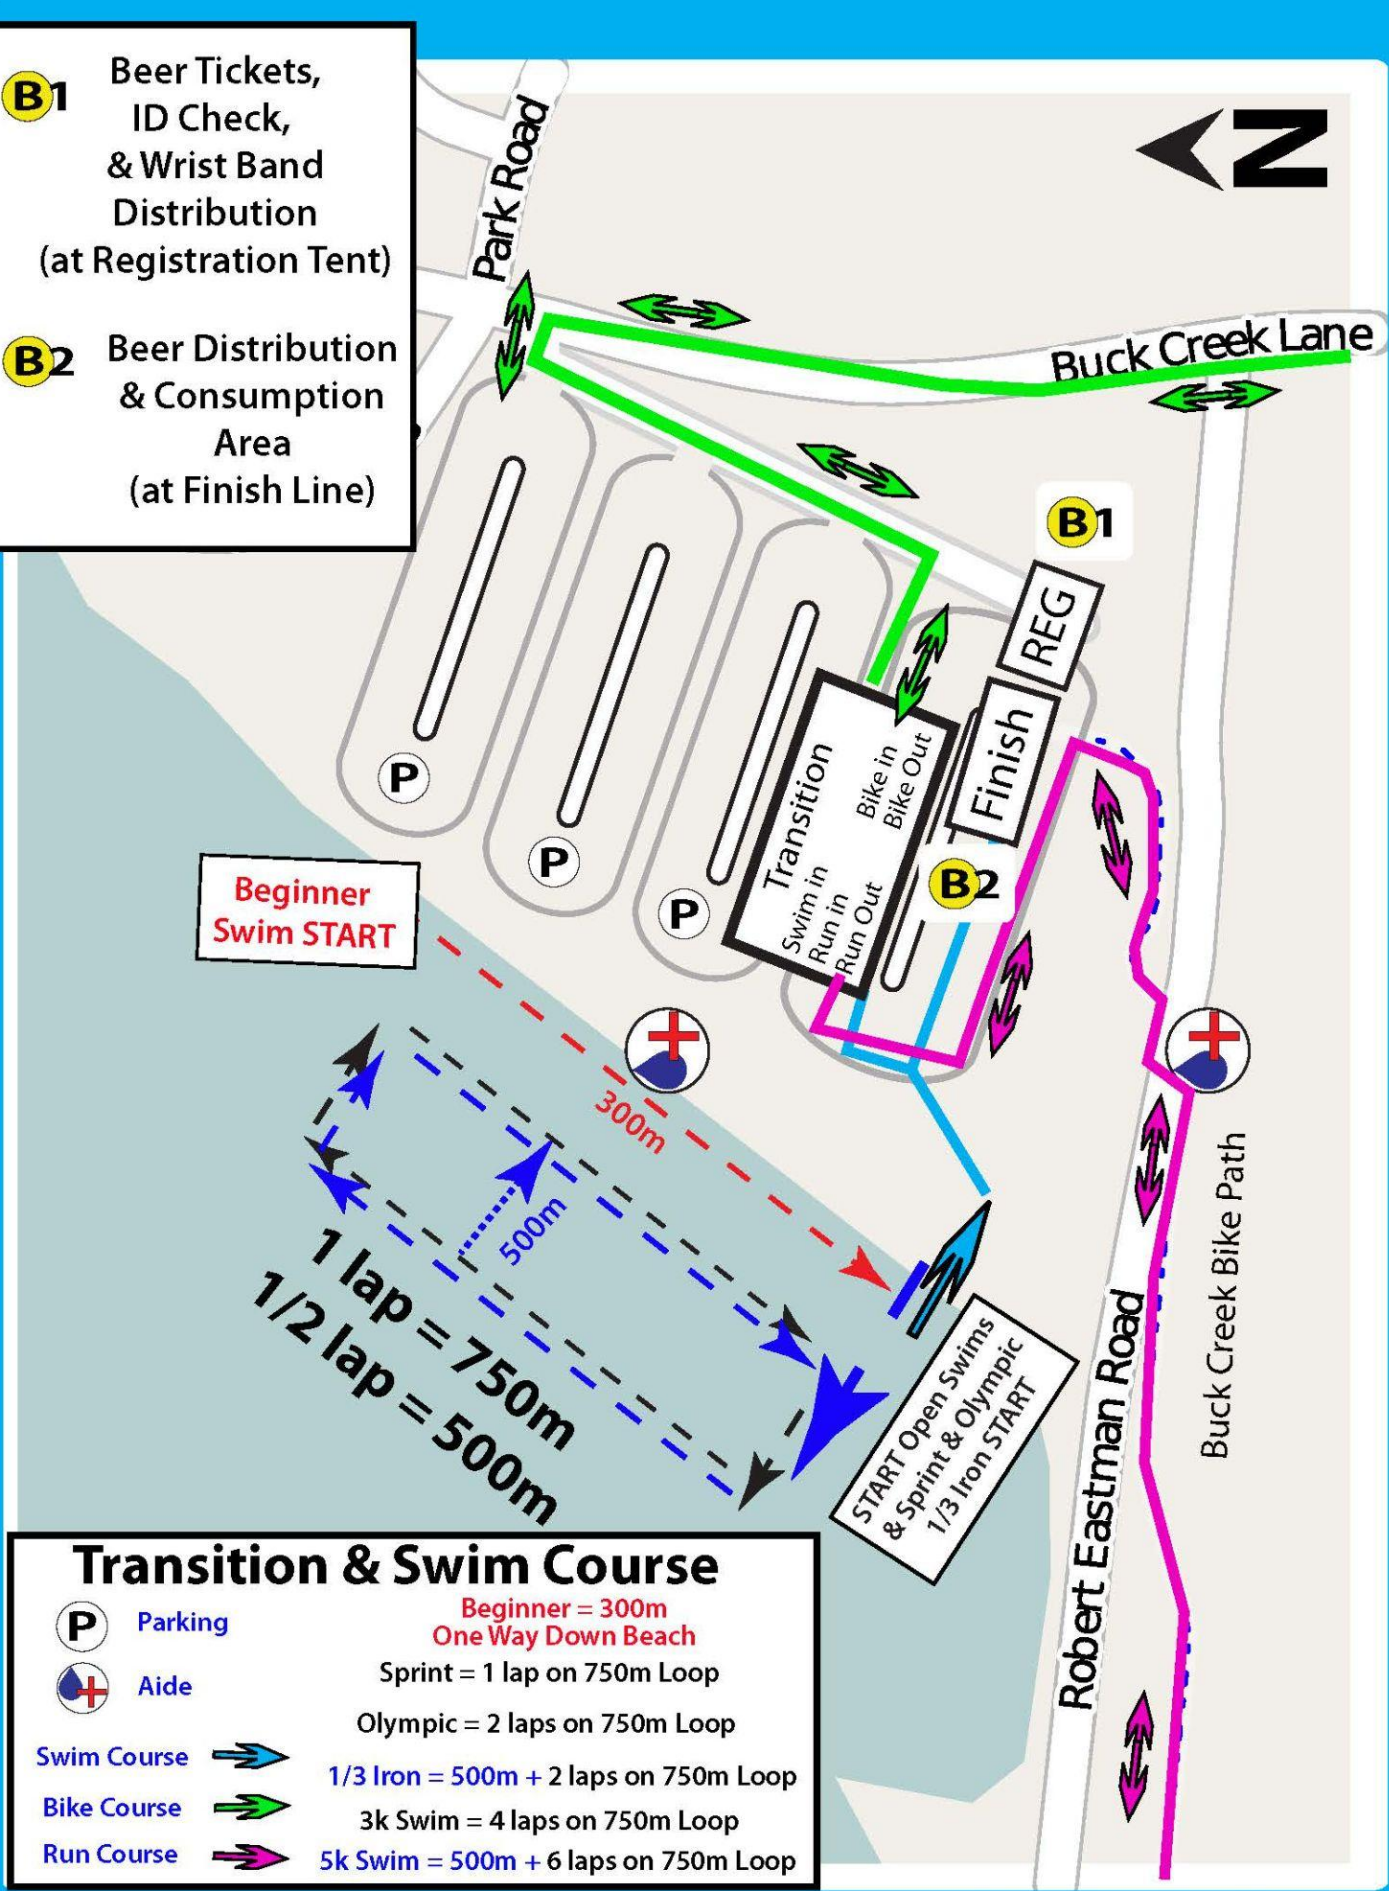 B1 Beer Tickets,
ID Check,
& Wrist Band
Distribution
(at Registration Tent)
B2 Beer Distribution
& Consumption
Area
(at Finish Line)
N
Park Road
Buck Creek Lane
B1
REG
Finish
B2
Transition
Bike in
Bike Out
Swim in
Run in
Run Out
P
P
P
Beginner
Swim START
300m
500m
1 lap = 750m
1/2 lap = 500m
START Open Swims
& Sprint & Olympic
1/3 Iron START
Robert Eastman Road
Buck Creek Bike Path
Transition & Swim Course
P Parking
Aide
Swim Course
Bike Course
Run Course
Beginner = 300m
One Way Down Beach
Sprint = 1 lap on 750m Loop
Olympic = 2 laps on 750m Loop
1/3 Iron = 500m + 2 laps on 750m Loop
3k Swim = 4 laps on 750m Loop
5k Swim = 500m + 6 laps on 750m Loop